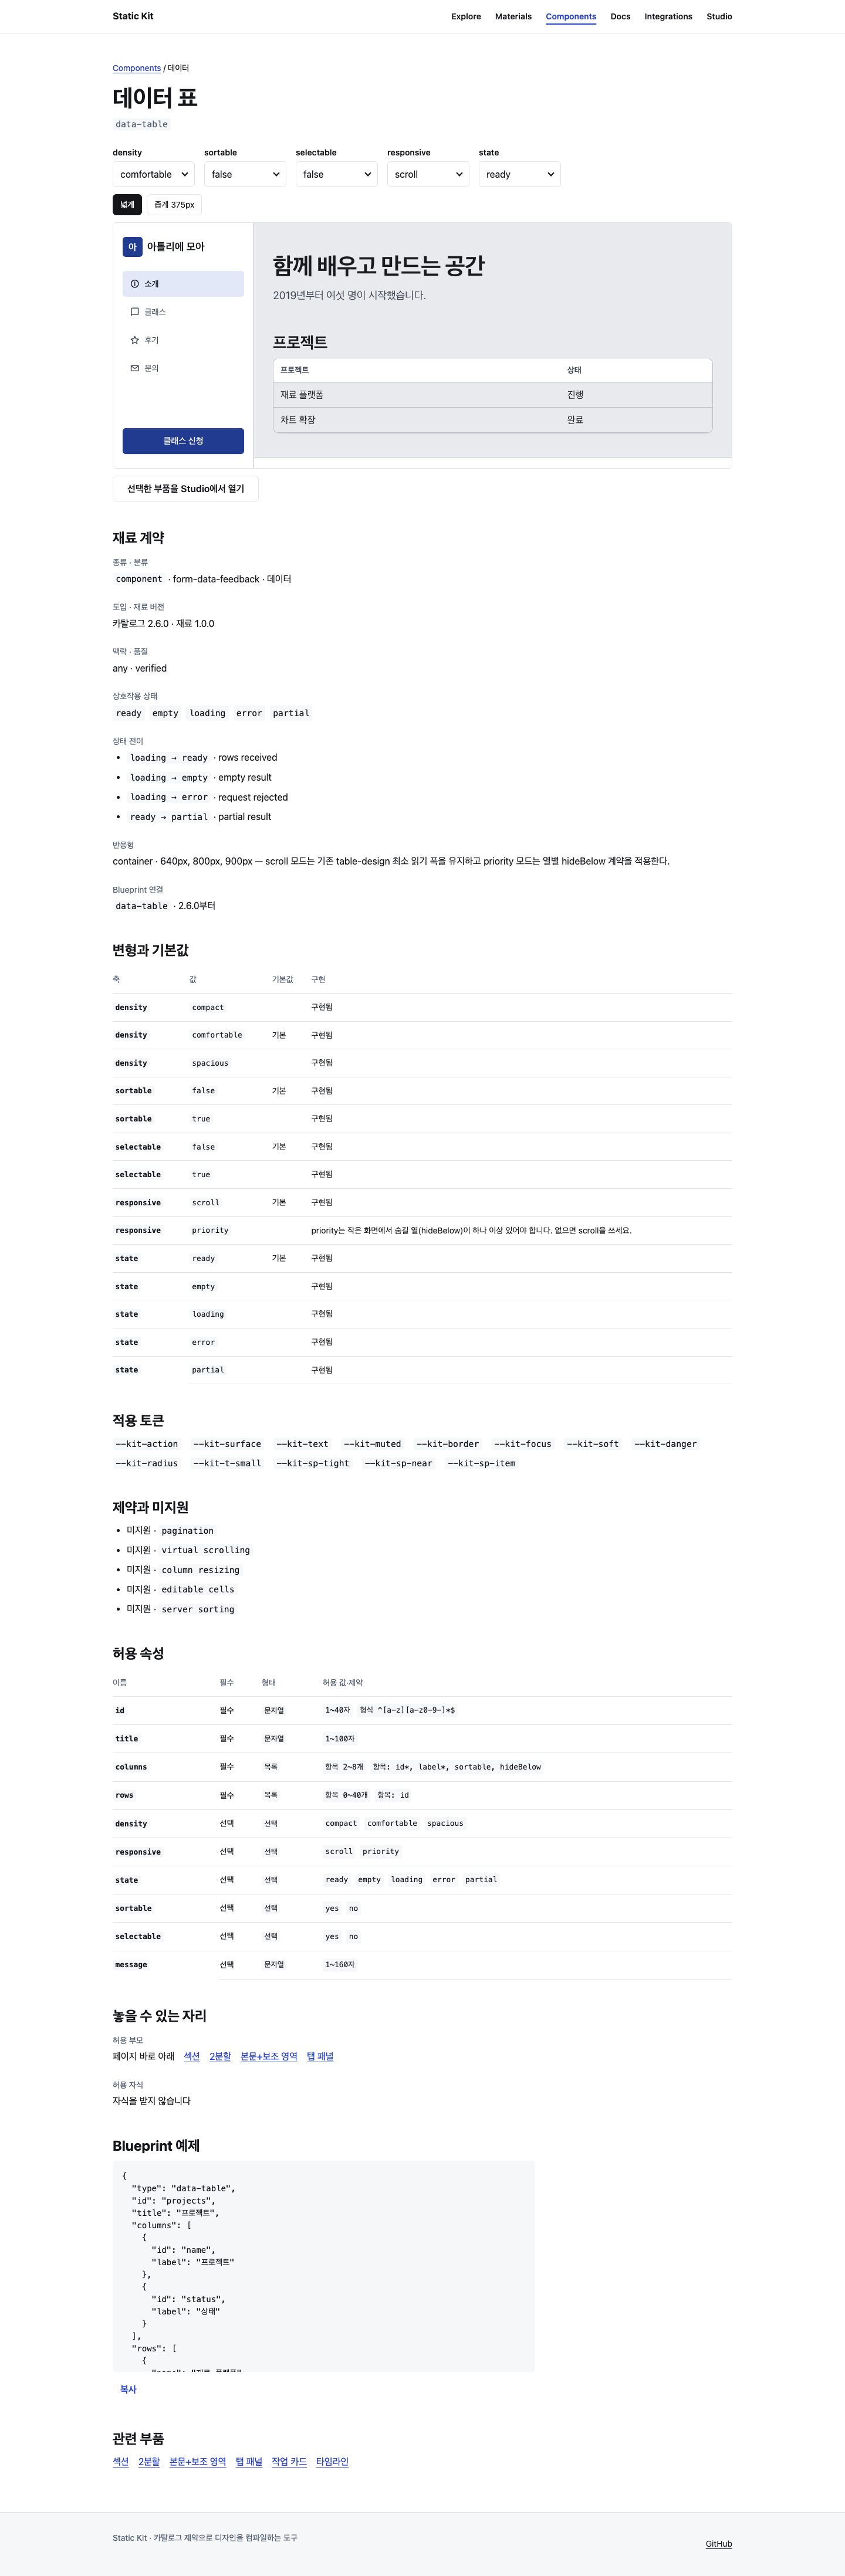 Static Kit
Explore Materials Components Docs Integrations Studio
Components / 데이터
데이터 표
data-table
density sortable selectable responsive state
comfortable false false scroll ready
넓게 좁게 375px
아 아틀리에 모아
소개
클래스
후기
문의
클래스 신청
함께 배우고 만드는 공간
2019년부터 여섯 명이 시작했습니다.
프로젝트
프로젝트 상태
재료 플랫폼 진행
차트 확장 완료
선택한 부품을 Studio에서 열기
재료 계약
종류 · 분류
component · form-data-feedback · 데이터
도입 · 재료 버전
카탈로그 2.6.0 · 재료 1.0.0
맥락 · 품질
any · verified
상호작용 상태
ready empty loading error partial
상태 전이
• loading → ready · rows received
• loading → empty · empty result
• loading → error · request rejected
• ready → partial · partial result
반응형
container · 640px, 800px, 900px — scroll 모드는 기존 table-design 최소 읽기 폭을 유지하고 priority 모드는 열별 hideBelow 계약을 적용한다.
Blueprint 연결
data-table · 2.6.0부터
변형과 기본값
축 값 기본값 구현
density compact 구현됨
density comfortable 기본 구현됨
density spacious 구현됨
sortable false 기본 구현됨
sortable true 구현됨
selectable false 기본 구현됨
selectable true 구현됨
responsive scroll 기본 구현됨
responsive priority priority는 작은 화면에서 숨길 열(hideBelow)이 하나 이상 있어야 합니다. 없으면 scroll을 쓰세요.
state ready 기본 구현됨
state empty 구현됨
state loading 구현됨
state error 구현됨
state partial 구현됨
적용 토큰
--kit-action --kit-surface --kit-text --kit-muted --kit-border --kit-focus --kit-soft --kit-danger
--kit-radius --kit-t-small --kit-sp-tight --kit-sp-near --kit-sp-item
제약과 미지원
• 미지원 · pagination
• 미지원 · virtual scrolling
• 미지원 · column resizing
• 미지원 · editable cells
• 미지원 · server sorting
허용 속성
이름 필수 형태 허용 값·제약
id 필수 문자열 1~40자 형식 ^[a-z][a-z0-9-]*$
title 필수 문자열 1~100자
columns 필수 목록 항목 2~8개 항목: id*, label*, sortable, hideBelow
rows 필수 목록 항목 0~40개 항목: id
density 선택 선택 compact comfortable spacious
responsive 선택 선택 scroll priority
state 선택 선택 ready empty loading error partial
sortable 선택 선택 yes no
selectable 선택 선택 yes no
message 선택 문자열 1~160자
놓을 수 있는 자리
허용 부모
페이지 바로 아래 섹션 2분할 본문+보조 영역 탭 패널
허용 자식
자식을 받지 않습니다
Blueprint 예제
{
"type": "data-table",
"id": "projects",
"title": "프로젝트",
"columns": [
{
"id": "name",
"label": "프로젝트"
},
{
"id": "status",
"label": "상태"
}
],
"rows": [
{
복사
관련 부품
섹션 2분할 본문+보조 영역 탭 패널 작업 카드 타임라인
Static Kit · 카탈로그 제약으로 디자인을 컴파일하는 도구
GitHub